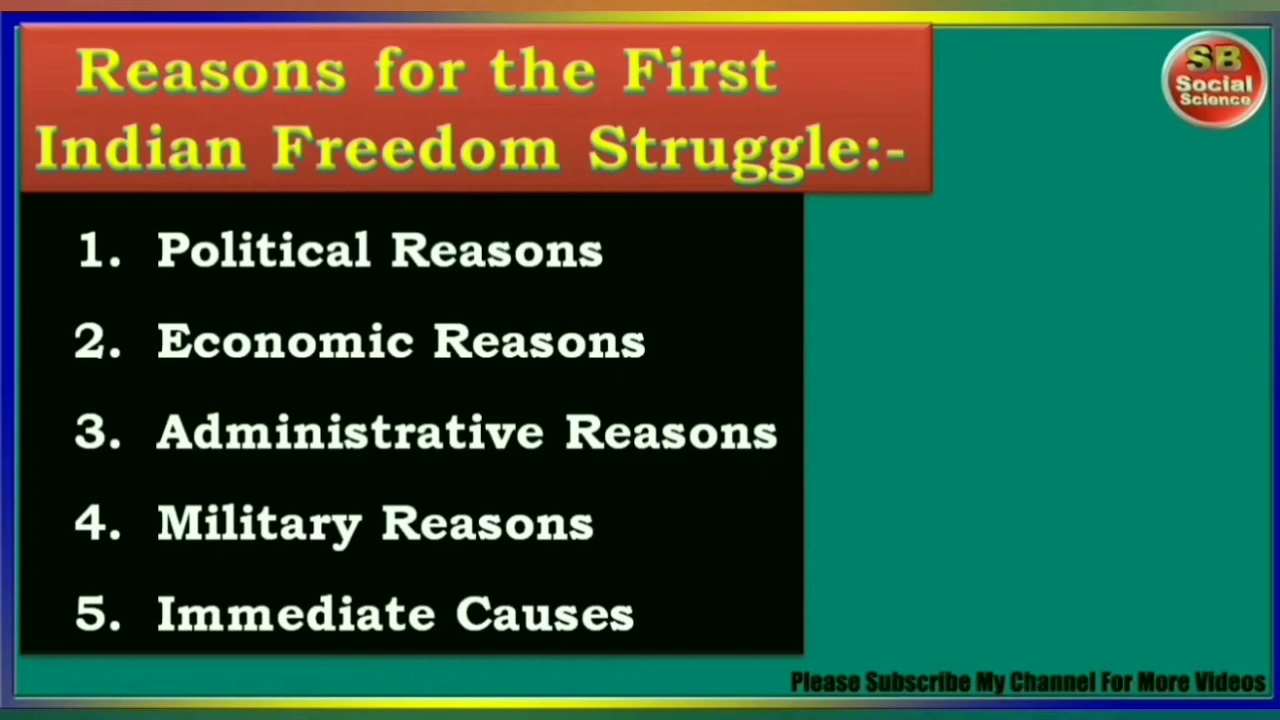 Reasons for the First
Indian Freedom Struggle:-
SB
Social
Science
1. Political Reasons
2. Economic Reasons
3. Administrative Reasons
4. Military Reasons
5. Immediate Causes
Please Subscribe My Channel For More Videos